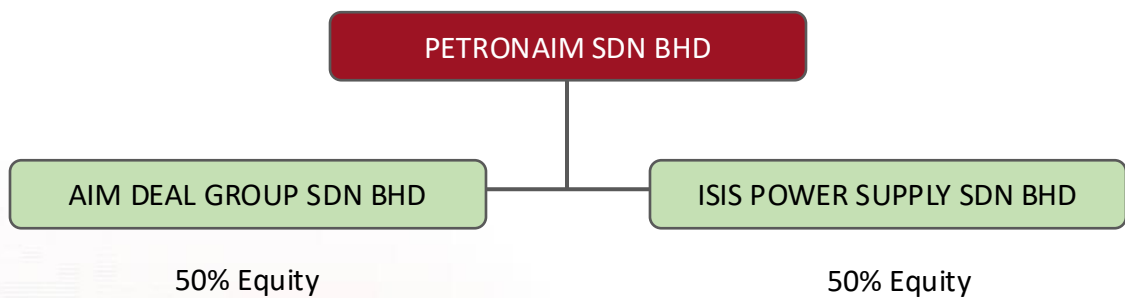 PETRONAIM SDN BHD
AIM DEAL GROUP SDN BHD
ISIS POWER SUPPLY SDN BHD
50% Equity
50% Equity